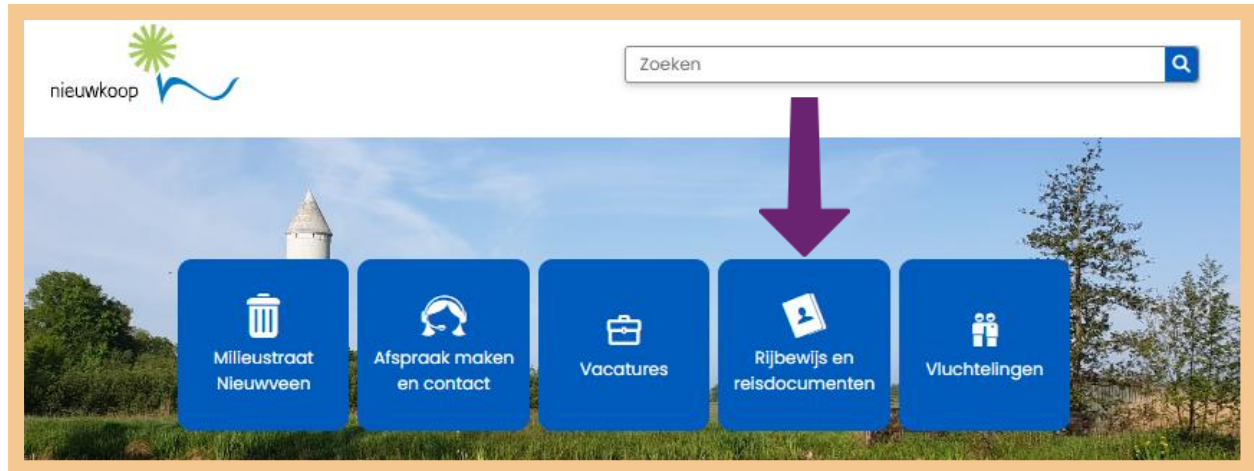 nieuwkoop
Zoeken
Milieustraat
Nieuwveen
Afspraak maken
en contact
Vacatures
Rijbewijs en
reisdocumenten
Vluchtelingen